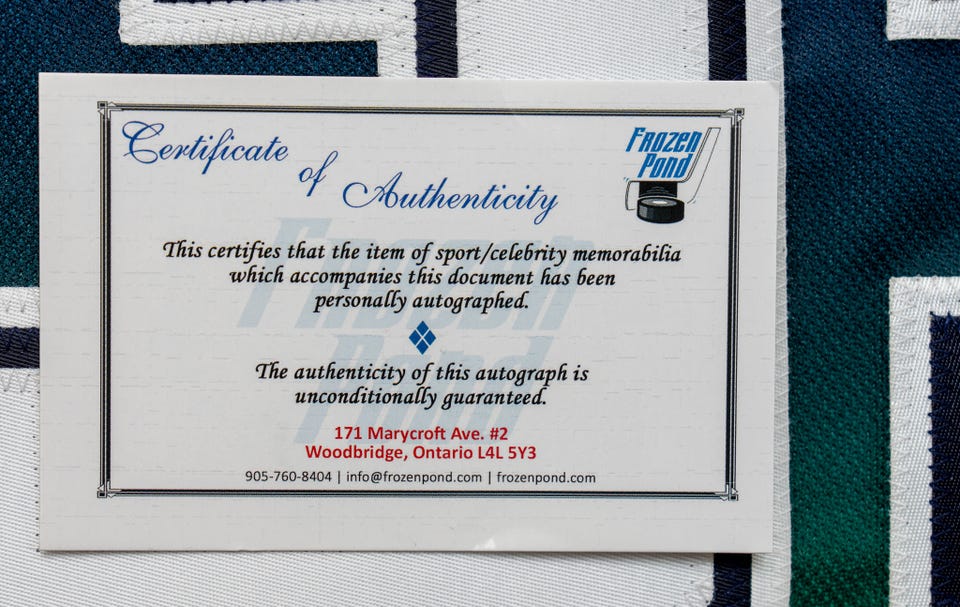 Certificate
of
Authenticity
Frozen
Pond
This certifies that the item of sport/celebrity memorabilia
which accompanies this document has been
personally autographed.
The authenticity of this autograph is
unconditionally guaranteed.
Frozen
Pond
171 Marycroft Ave. #2
Woodbridge, Ontario L4L 5Y3
905-760-8404 | info@frozenpond.com | frozenpond.com